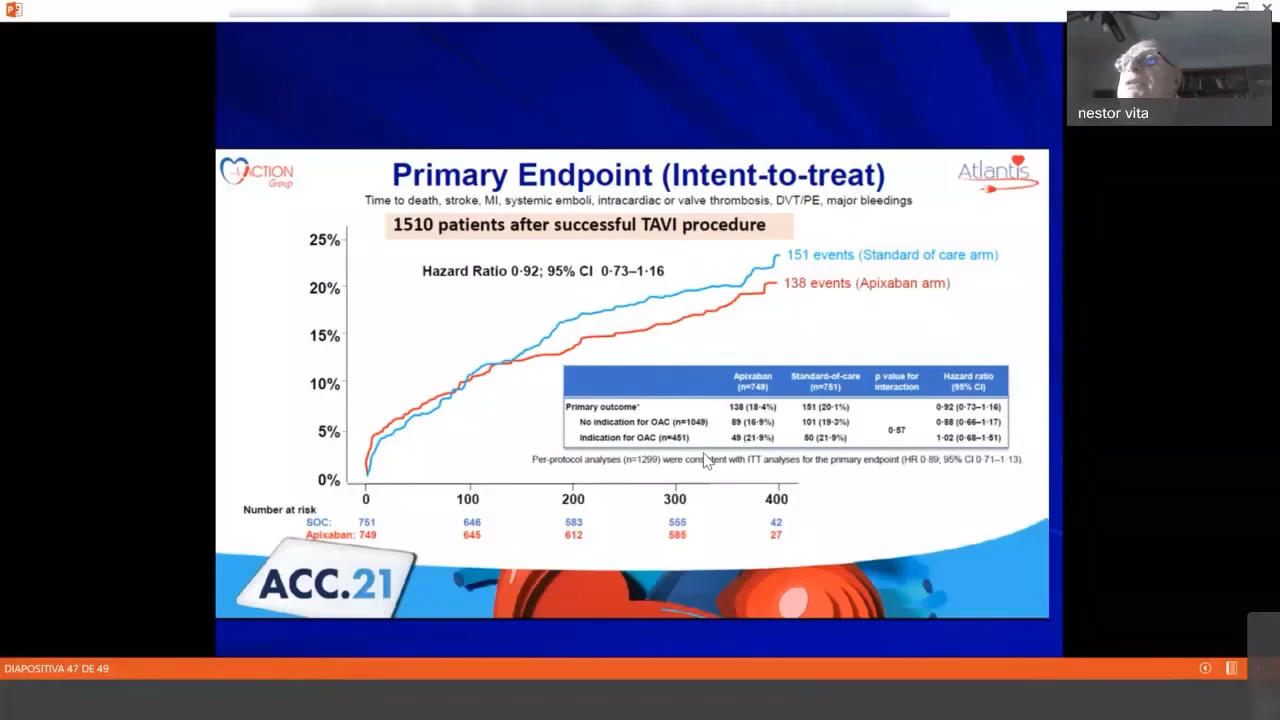 nestor vita
ACTION
Group
Primary Endpoint (Intent-to-treat)
Atlantis
Time to death, stroke, MI, systemic emboli, intracardiac or valve thrombosis, DVT/PE, major bleedings
1510 patients after successful TAVI procedure
25%
20%
15%
10%
5%
0%
Hazard Ratio 0·92; 95% CI 0·73–1·16
151 events (Standard of care arm)
138 events (Apixaban arm)
Apixaban (n=749) Standard-of-care (n=751) p value for interaction Hazard ratio (95% CI)
Primary outcome* 138 (18·4%) 151 (20·1%) 0·92 (0·73–1·16)
No indication for OAC (n=1049) 89 (16·9%) 101 (19·3%) 0·88 (0·66–1·17)
0·57
Indication for OAC (n=451) 49 (21·9%) 50 (21·9%) 1·02 (0·68–1·51)
Per-protocol analyses (n=1299) were consistent with ITT analyses for the primary endpoint (HR 0·89; 95% CI 0·71–1·13).
0 100 200 300 400
Number at risk
SOC: 751 646 583 555 42
Apixaban: 749 645 612 585 27
ACC.21
DIAPOSITIVA 47 DE 49